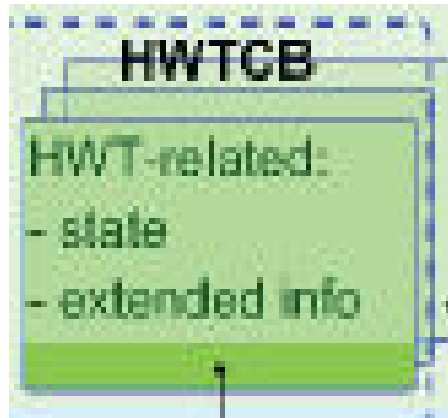 HWTCB
HWT-related:
- state
- extended info